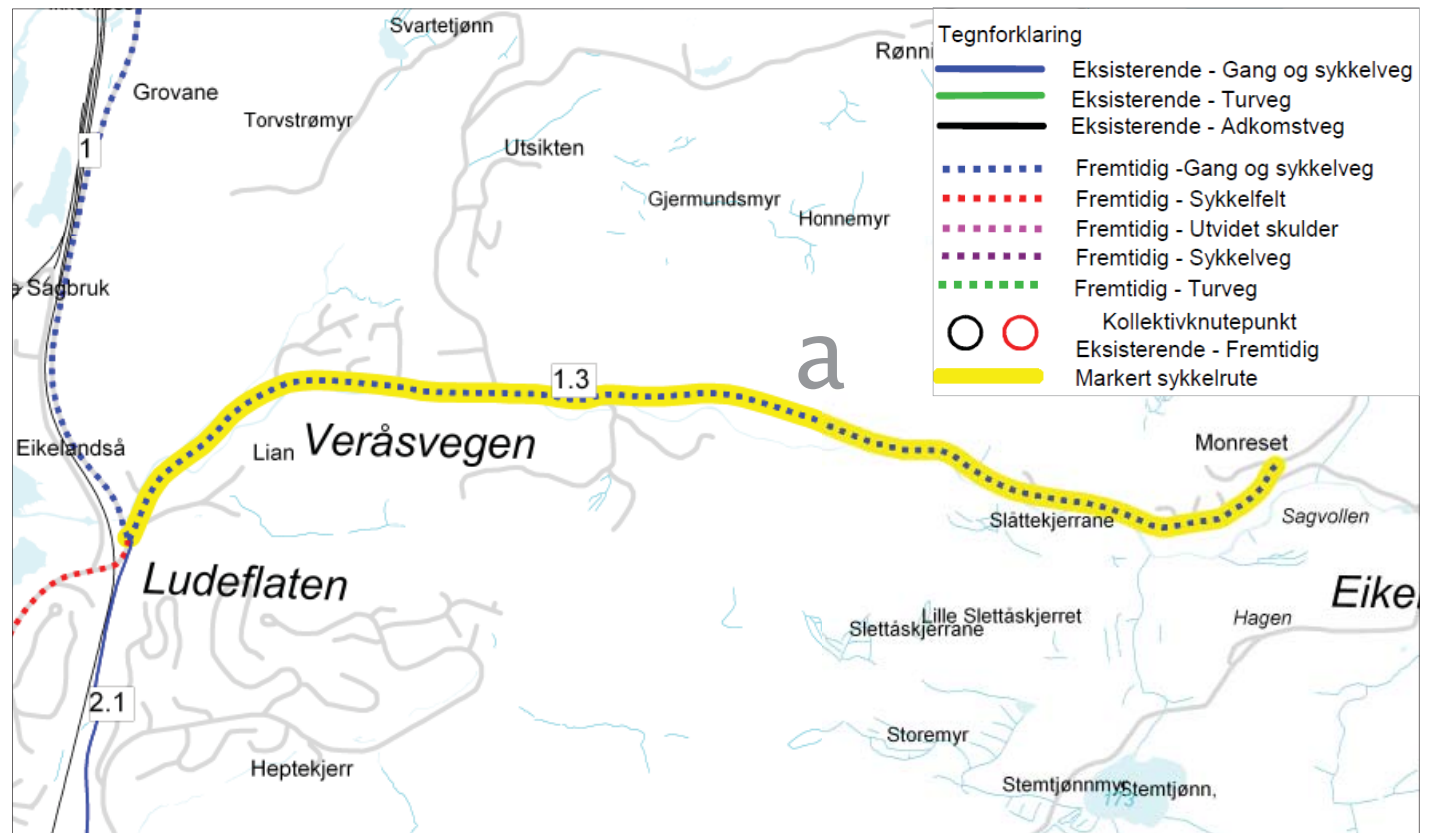 Svartetjønn
Grovane
Torvstrømyr
Utsikten
Gjermundsmyr
Honnemyr
Rønni
1
Sagbruk
1.3
a
Eikelandså
Lian
Veråsvegen
Monreset
Slåttekjerrane
Sagvollen
Ludeflaten
Eike
Lille Slettåskjerret
Slettåskjerrane
Hagen
2.1
Heptekjerr
Storemyr
Stemtjønnmyr
Stemtjønn,
173
Tegnforklaring
Eksisterende - Gang og sykkelveg
Eksisterende - Turveg
Eksisterende - Adkomstveg
Fremtidig -Gang og sykkelveg
Fremtidig - Sykkelfelt
Fremtidig - Utvidet skulder
Fremtidig - Sykkelveg
Fremtidig - Turveg
Kollektivknutepunkt
Eksisterende - Fremtidig
Markert sykkelrute